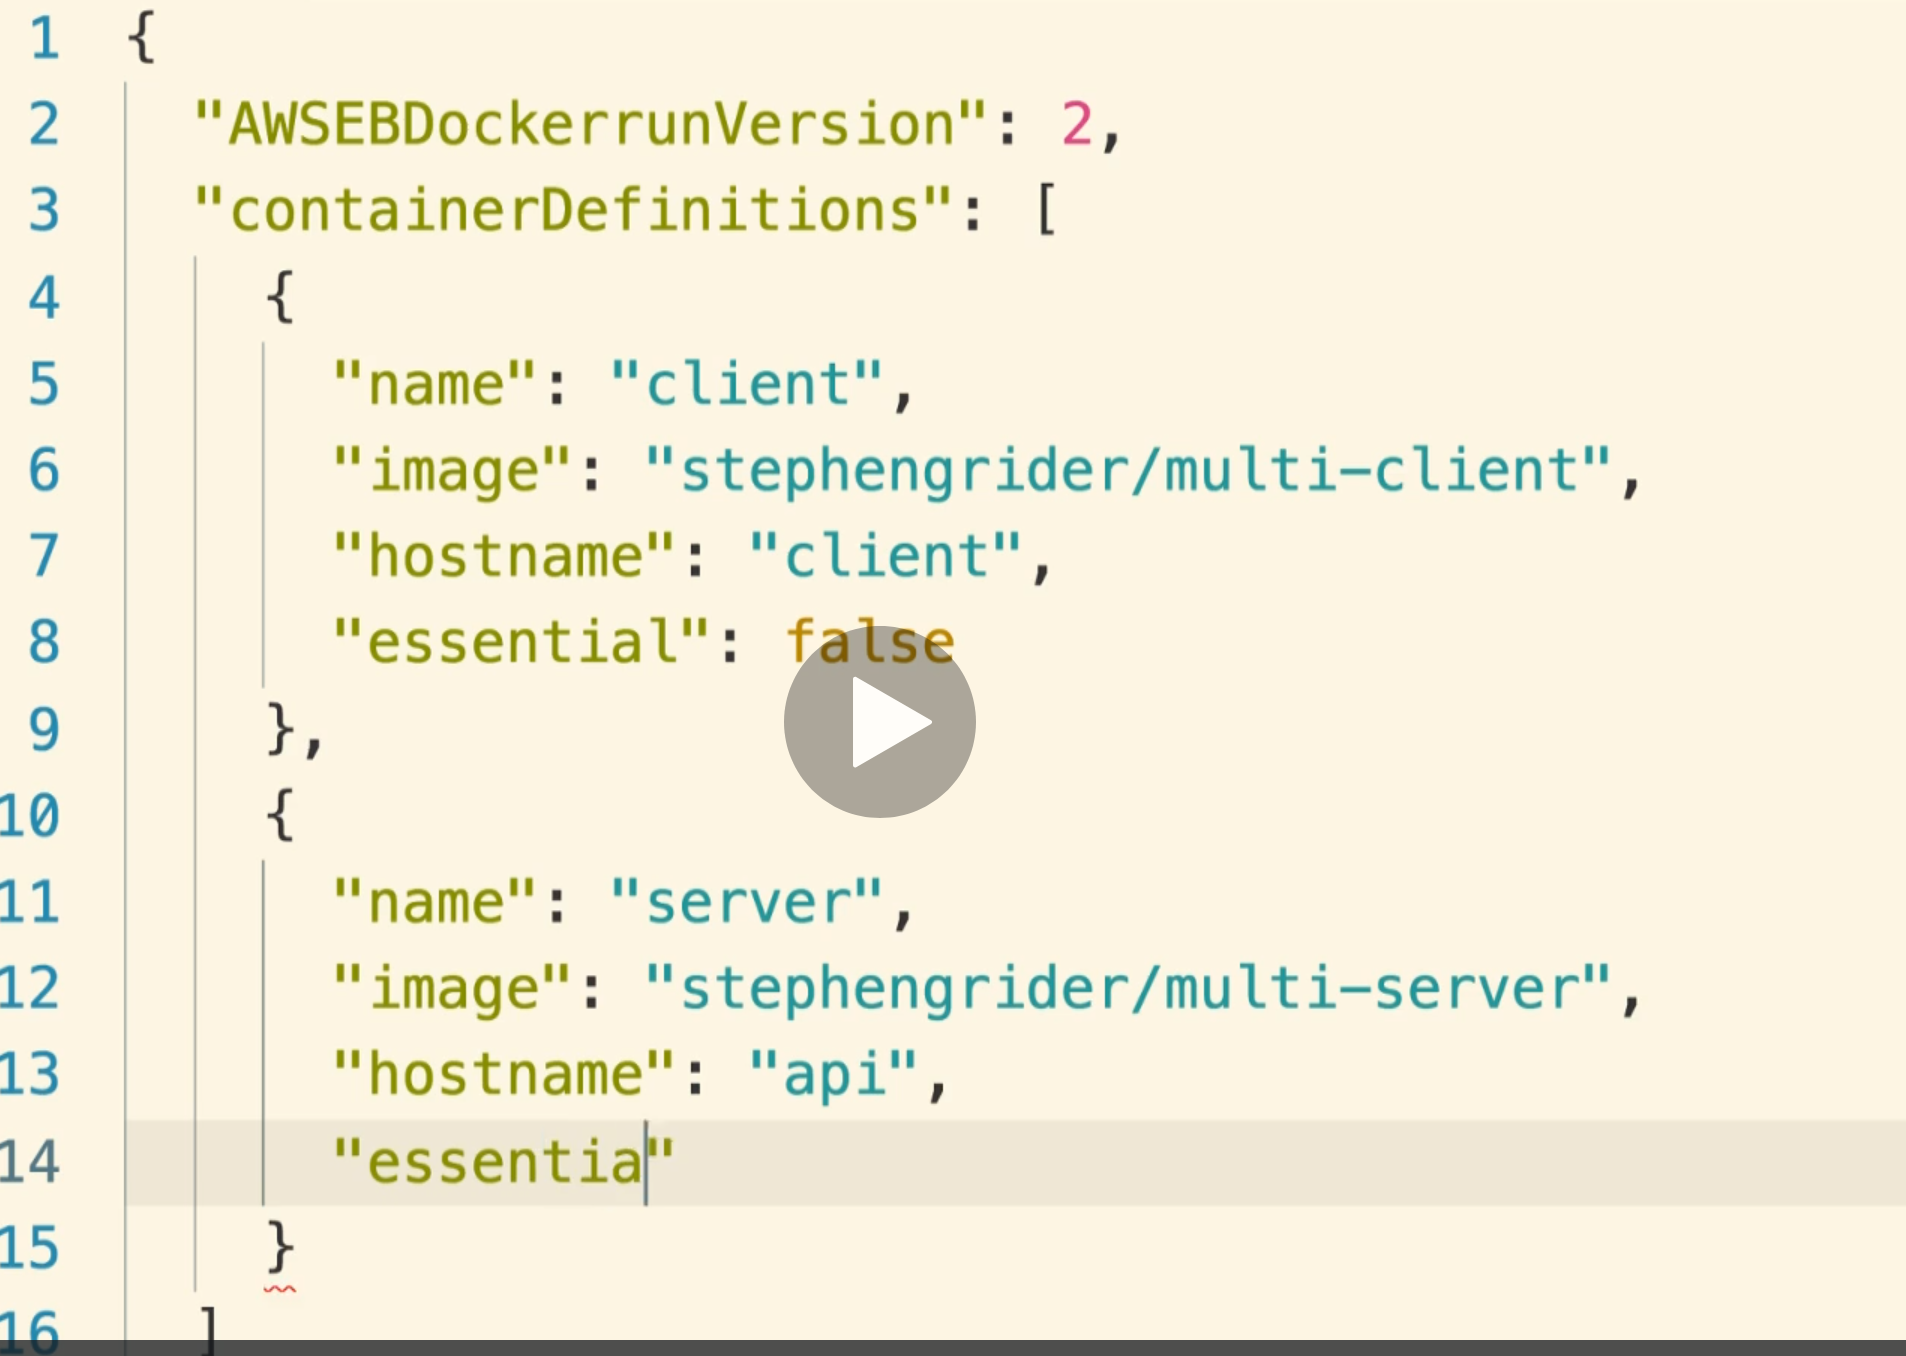 1 {
2 "AWSEBDockerrunVersion": 2,
3 "containerDefinitions": [
4 {
5 "name": "client",
6 "image": "stephengrider/multi-client",
7 "hostname": "client",
8 "essential": false
9 },
10 {
11 "name": "server",
12 "image": "stephengrider/multi-server",
13 "hostname": "api",
14 "essentia"
15 }
16 ]